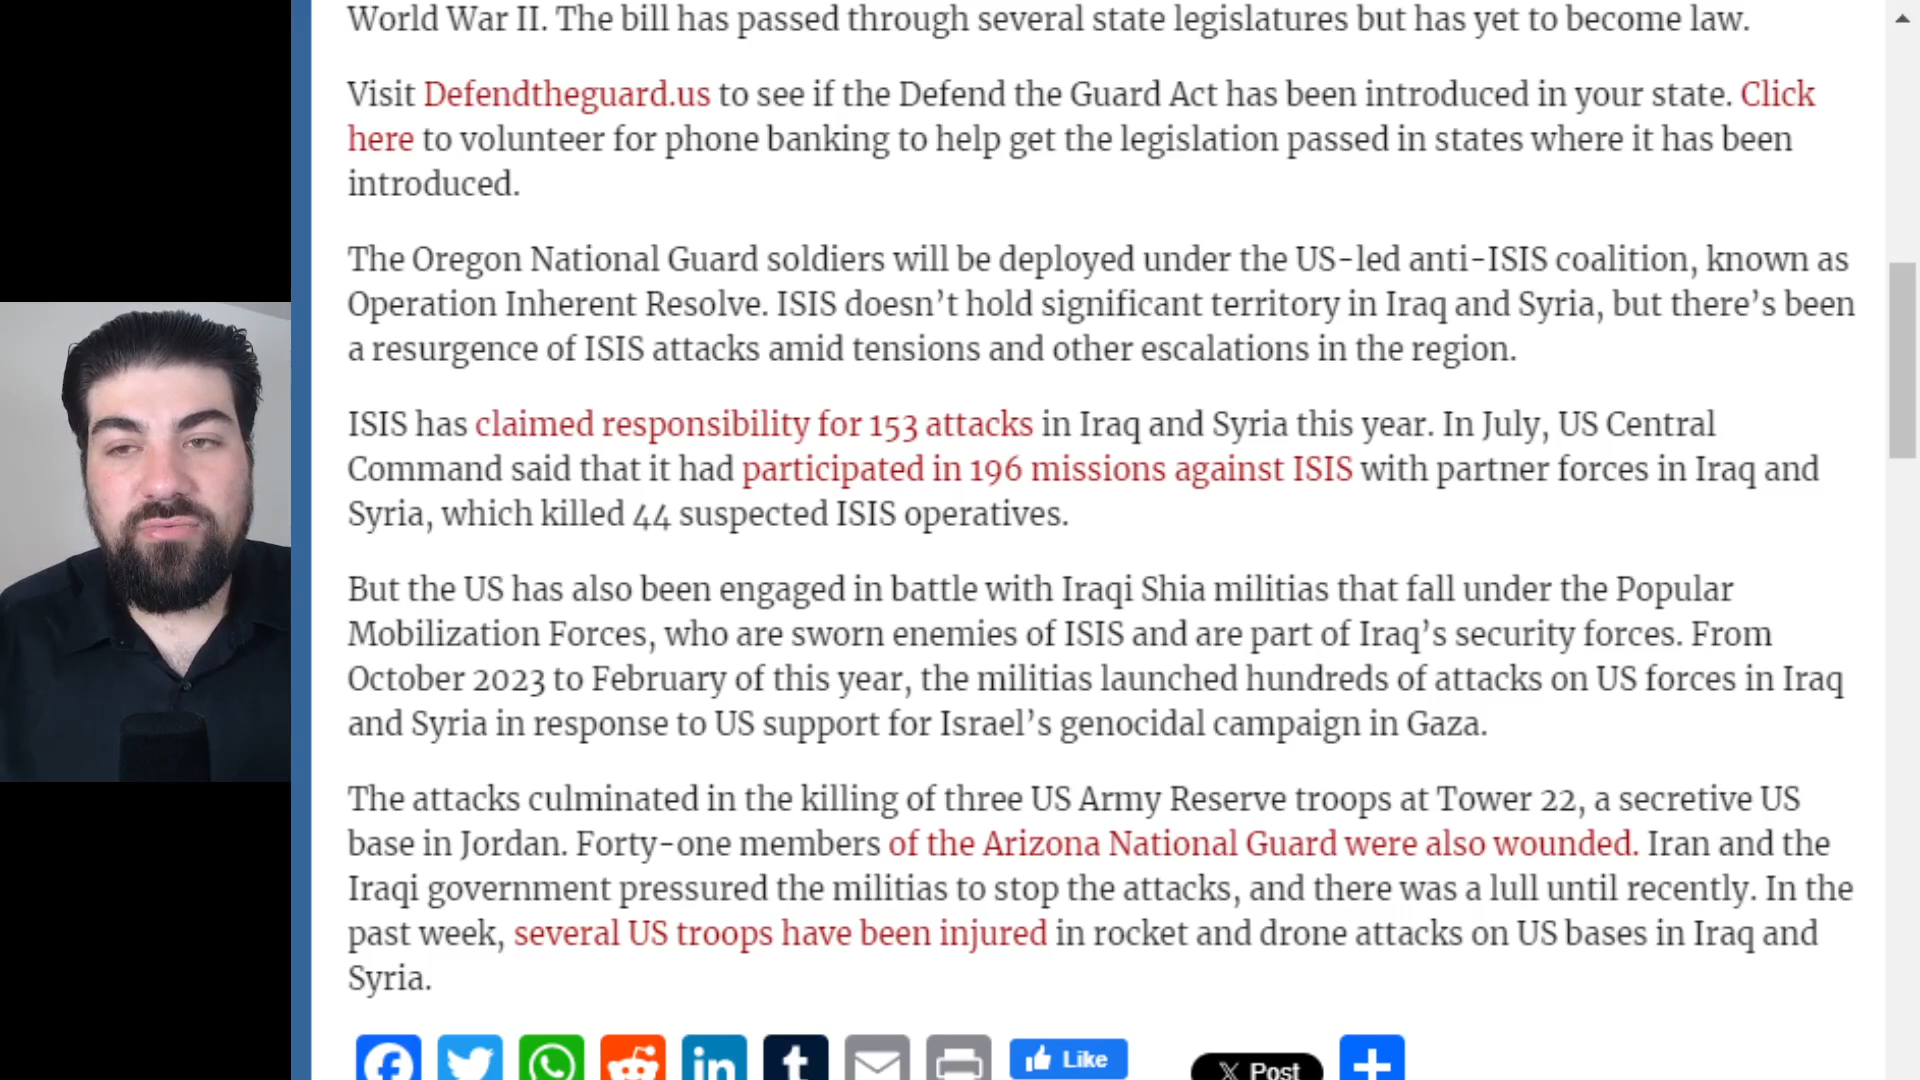 World War II. The bill has passed through several state legislatures but has yet to become law.
Visit Defendtheguard.us to see if the Defend the Guard Act has been introduced in your state. Click
here to volunteer for phone banking to help get the legislation passed in states where it has been
introduced.
The Oregon National Guard soldiers will be deployed under the US-led anti-ISIS coalition, known as
Operation Inherent Resolve. ISIS doesn’t hold significant territory in Iraq and Syria, but there’s been
a resurgence of ISIS attacks amid tensions and other escalations in the region.
ISIS has claimed responsibility for 153 attacks in Iraq and Syria this year. In July, US Central
Command said that it had participated in 196 missions against ISIS with partner forces in Iraq and
Syria, which killed 44 suspected ISIS operatives.
But the US has also been engaged in battle with Iraqi Shia militias that fall under the Popular
Mobilization Forces, who are sworn enemies of ISIS and are part of Iraq’s security forces. From
October 2023 to February of this year, the militias launched hundreds of attacks on US forces in Iraq
and Syria in response to US support for Israel’s genocidal campaign in Gaza.
The attacks culminated in the killing of three US Army Reserve troops at Tower 22, a secretive US
base in Jordan. Forty-one members of the Arizona National Guard were also wounded. Iran and the
Iraqi government pressured the militias to stop the attacks, and there was a lull until recently. In the
past week, several US troops have been injured in rocket and drone attacks on US bases in Iraq and
Syria.
Like
X Post